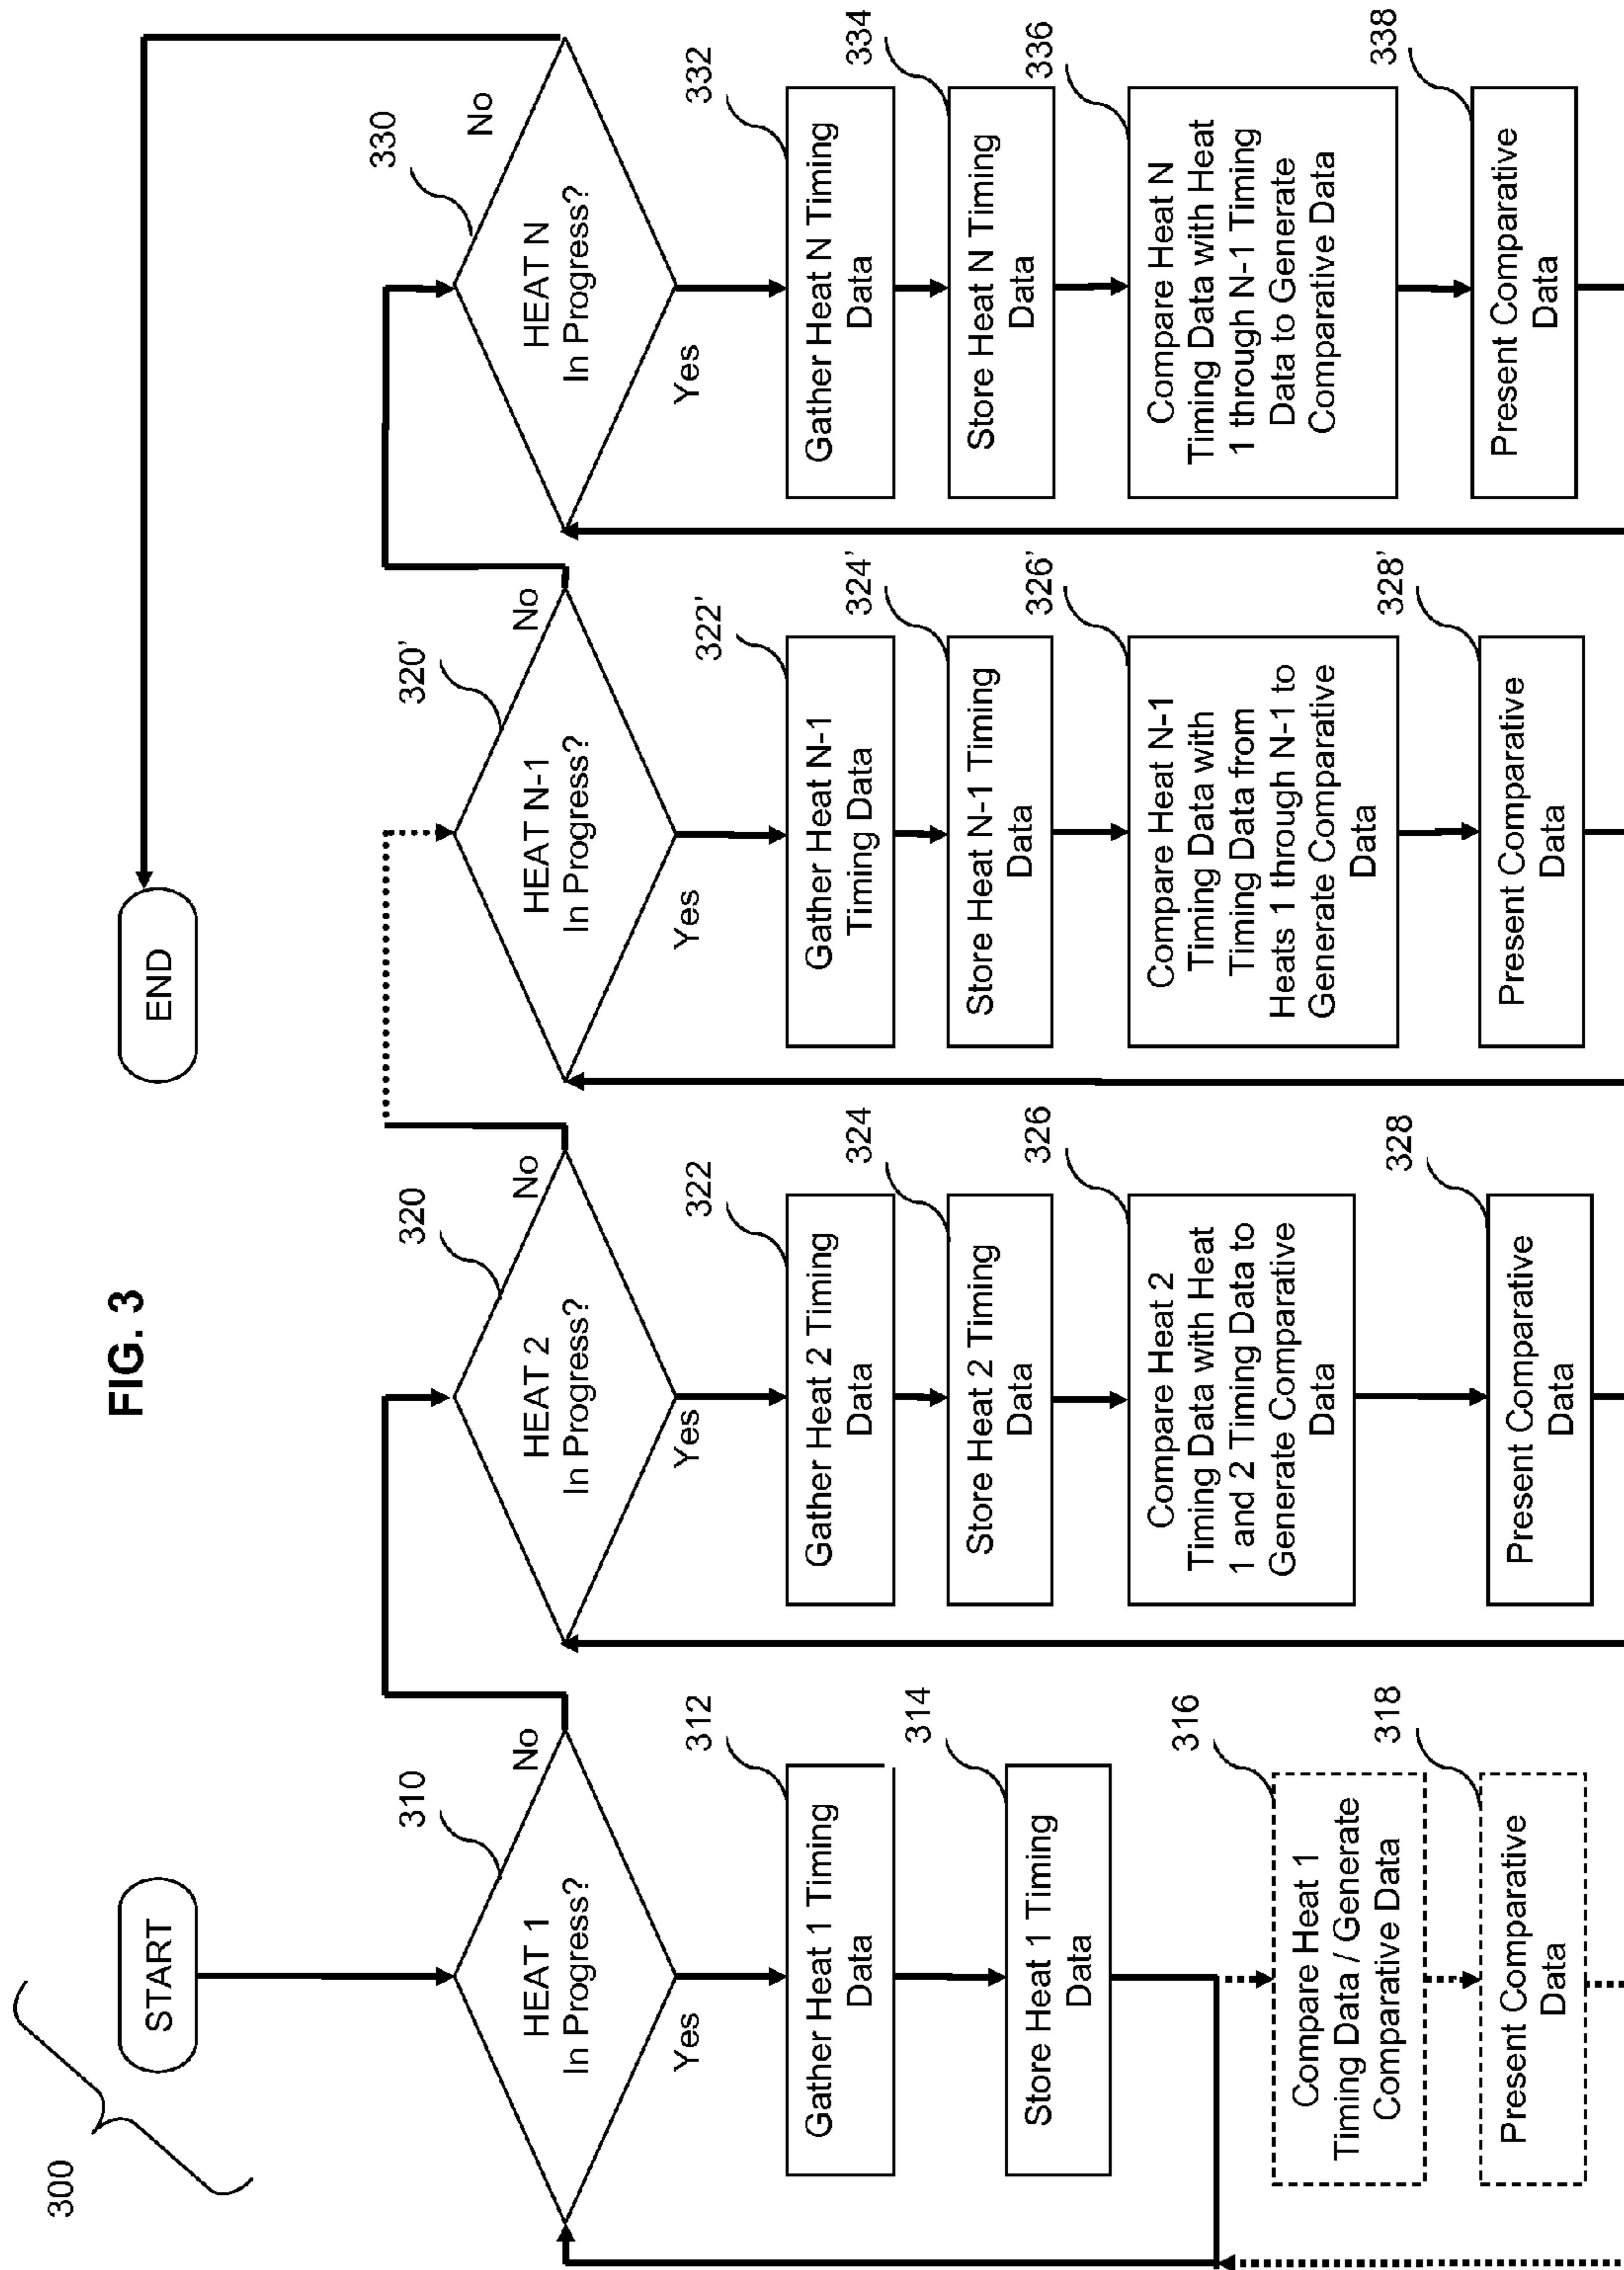 FIG. 3
300
START
END
310
HEAT 1
In Progress?
No
Yes
312
Gather Heat 1 Timing
Data
314
Store Heat 1 Timing
Data
316
Compare Heat 1
Timing Data / Generate
Comparative Data
318
Present Comparative
Data
320
HEAT 2
In Progress?
No
Yes
322
Gather Heat 2 Timing
Data
324
Store Heat 2 Timing
Data
326
Compare Heat 2
Timing Data with Heat
1 and 2 Timing Data to
Generate Comparative
Data
328
Present Comparative
Data
320'
HEAT N-1
In Progress?
No
Yes
322'
Gather Heat N-1
Timing Data
324'
Store Heat N-1 Timing
Data
326'
Compare Heat N-1
Timing Data with
Timing Data from
Heats 1 through N-1 to
Generate Comparative
Data
328'
Present Comparative
Data
330
HEAT N
In Progress?
No
Yes
332
Gather Heat N Timing
Data
334
Store Heat N Timing
Data
336
Compare Heat N
Timing Data with Heat
1 through N-1 Timing
Data to Generate
Comparative Data
338
Present Comparative
Data